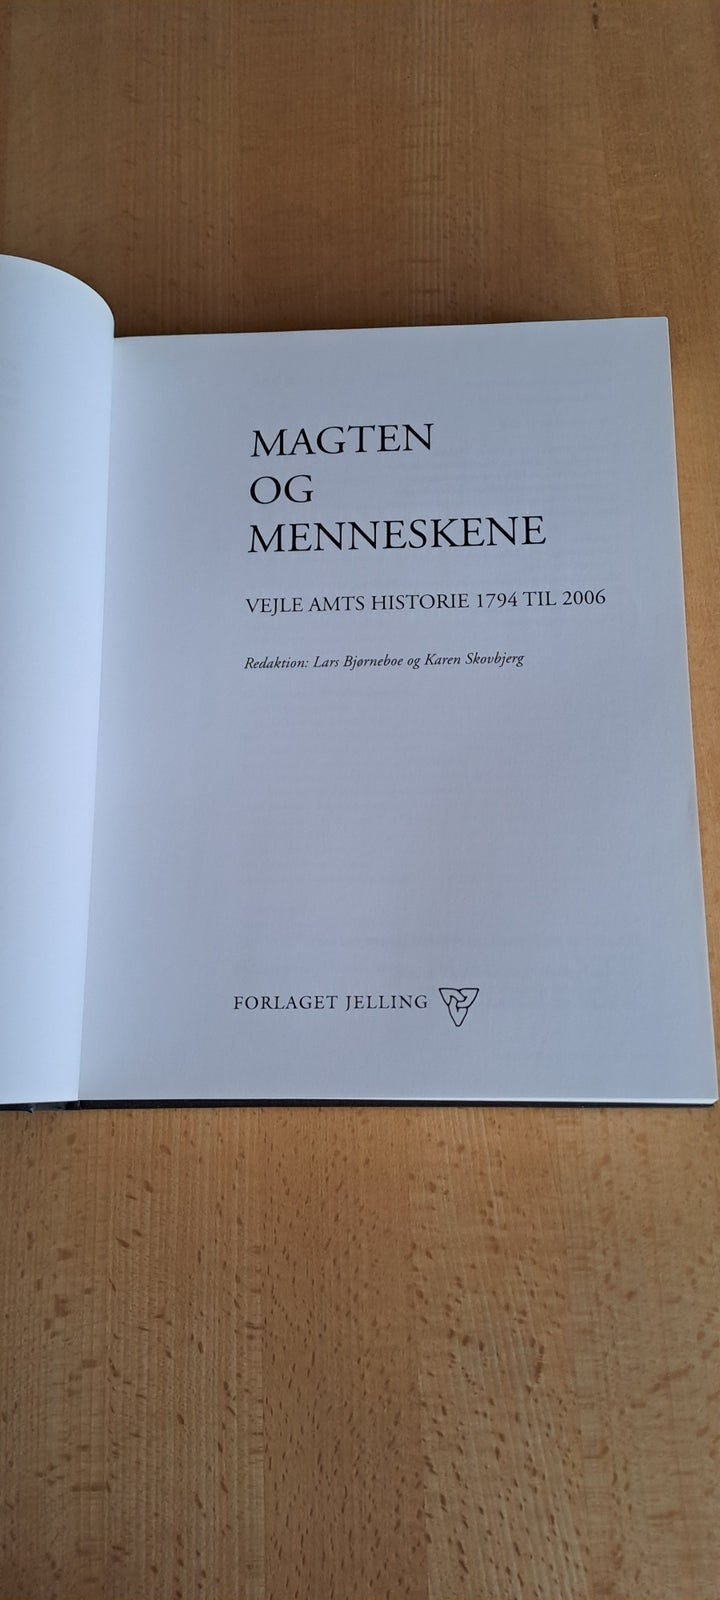 MAGTEN
OG
MENNESKENE
VEJLE AMTS HISTORIE 1794 TIL 2006
Redaktion: Lars Bjørneboe og Karen Skovbjerg
FORLAGET JELLING